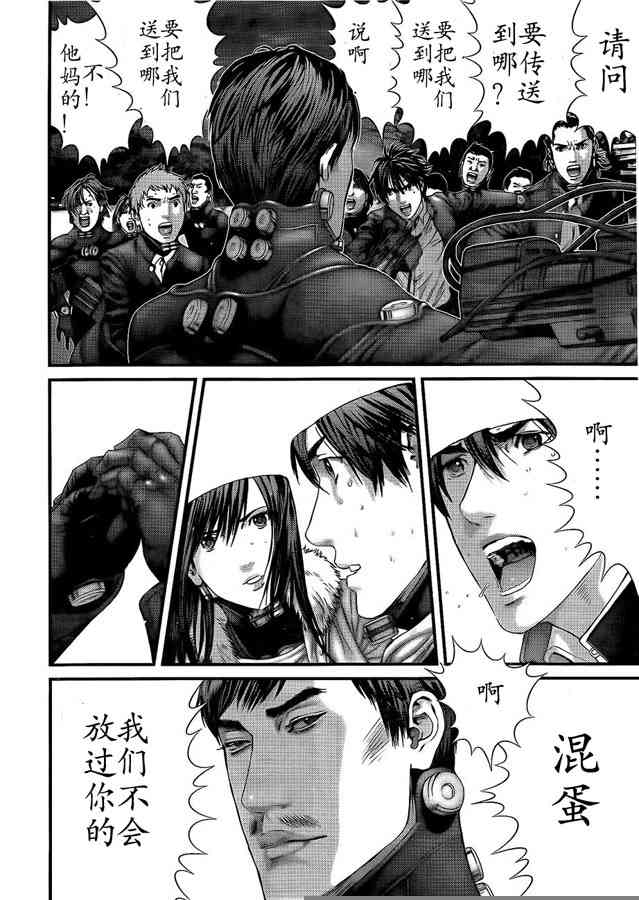 请问
要传送
到哪？
要把我们
送到哪
说啊
要把我们
送到哪
不！
他妈的！
啊……
混蛋
啊
我们不会
放过你的